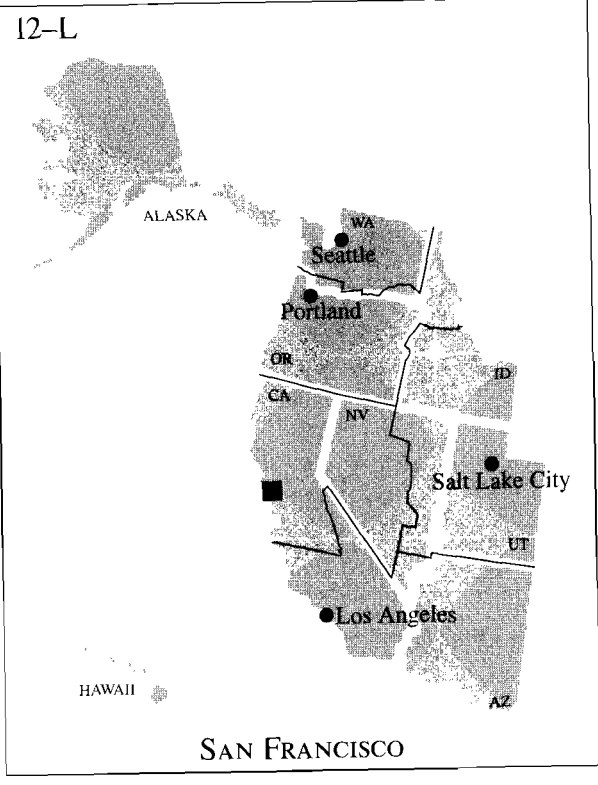 12–L
ALASKA
WA
Seattle
Portland
OR
ID
CA
NV
Salt Lake City
UT
Los Angeles
HAWAII
AZ
SAN FRANCISCO